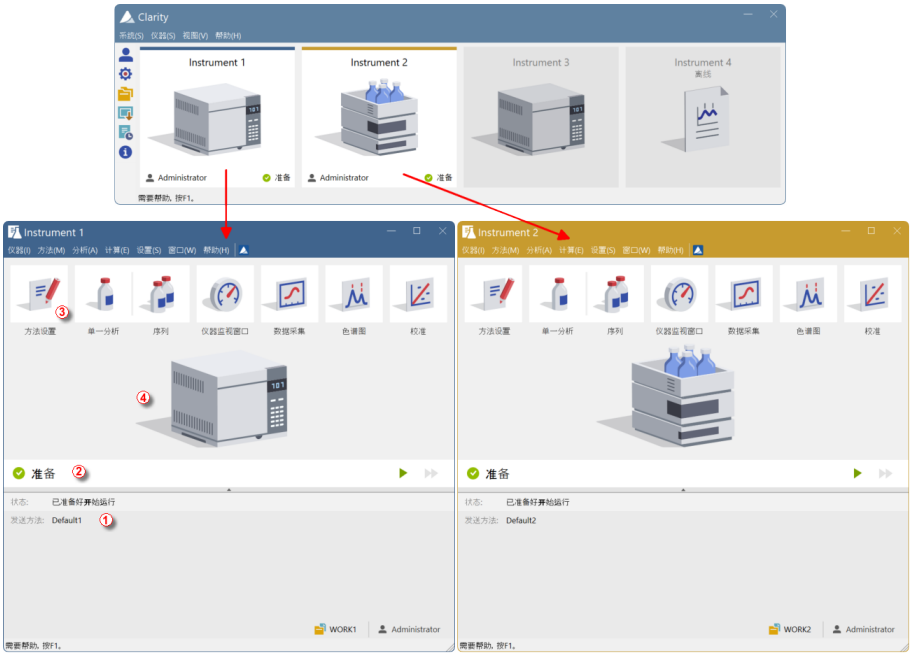 Clarity
系统(S) 仪器(S) 视图(V) 帮助(H)
Instrument 1
Instrument 2
Instrument 3
Instrument 4
离线
107
107
Administrator 准备
Administrator 准备
需要帮助, 按F1。
Instrument 1
仪器(I) 方法(M) 分析(A) 计算(E) 设置(S) 窗口(W) 帮助(H)
③
方法设置 单一分析 序列 仪器监视窗口 数据采集 色谱图 校准
107
④
准备 ②
状态: 已准备好开始运行
发送方法: Default1 ①
WORK1 Administrator
需要帮助, 按F1。
Instrument 2
仪器(I) 方法(M) 分析(A) 计算(E) 设置(S) 窗口(W) 帮助(H)
方法设置 单一分析 序列 仪器监视窗口 数据采集 色谱图 校准
准备
状态: 已准备好开始运行
发送方法: Default2
WORK2 Administrator
需要帮助, 按F1。